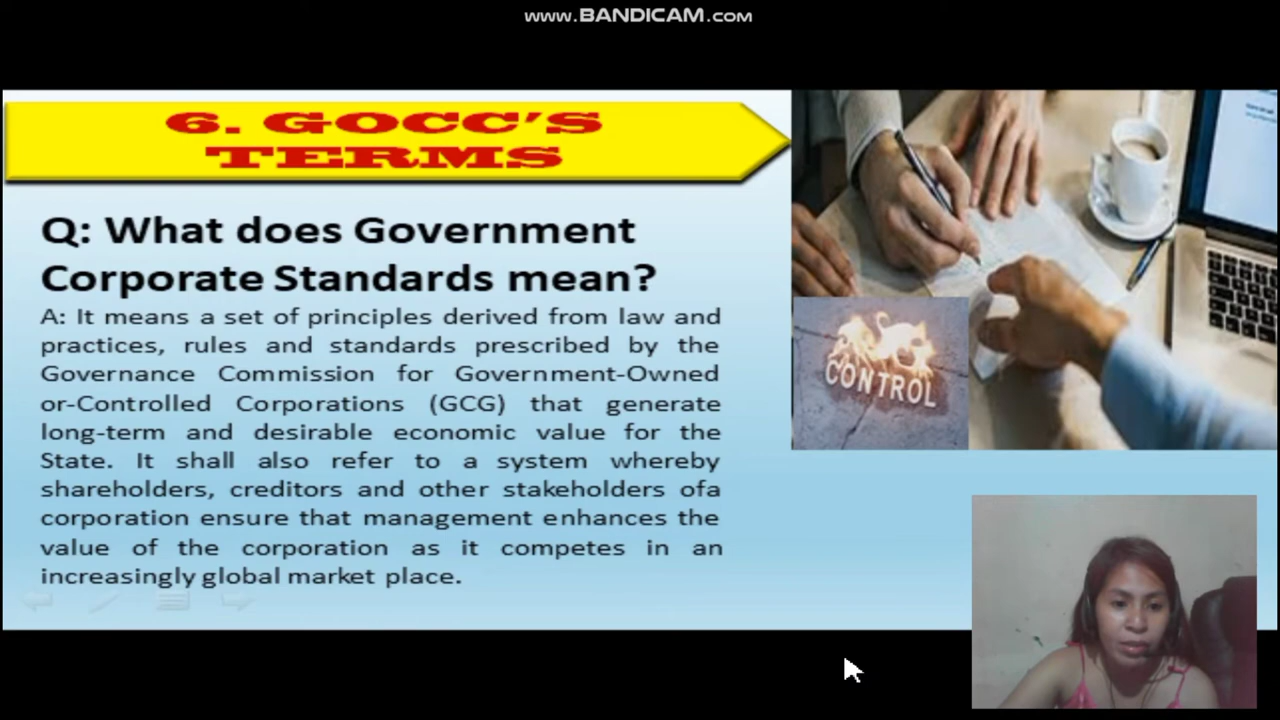 www.BANDICAM.com
6. GOCC'S
TERMS
Q: What does Government
Corporate Standards mean?
A: It means a set of principles derived from law and
practices, rules and standards prescribed by the
Governance Commission for Government-Owned
or-Controlled Corporations (GCG) that generate
long-term and desirable economic value for the
State. It shall also refer to a system whereby
shareholders, creditors and other stakeholders ofa
corporation ensure that management enhances the
value of the corporation as it competes in an
increasingly global market place.
CONTROL